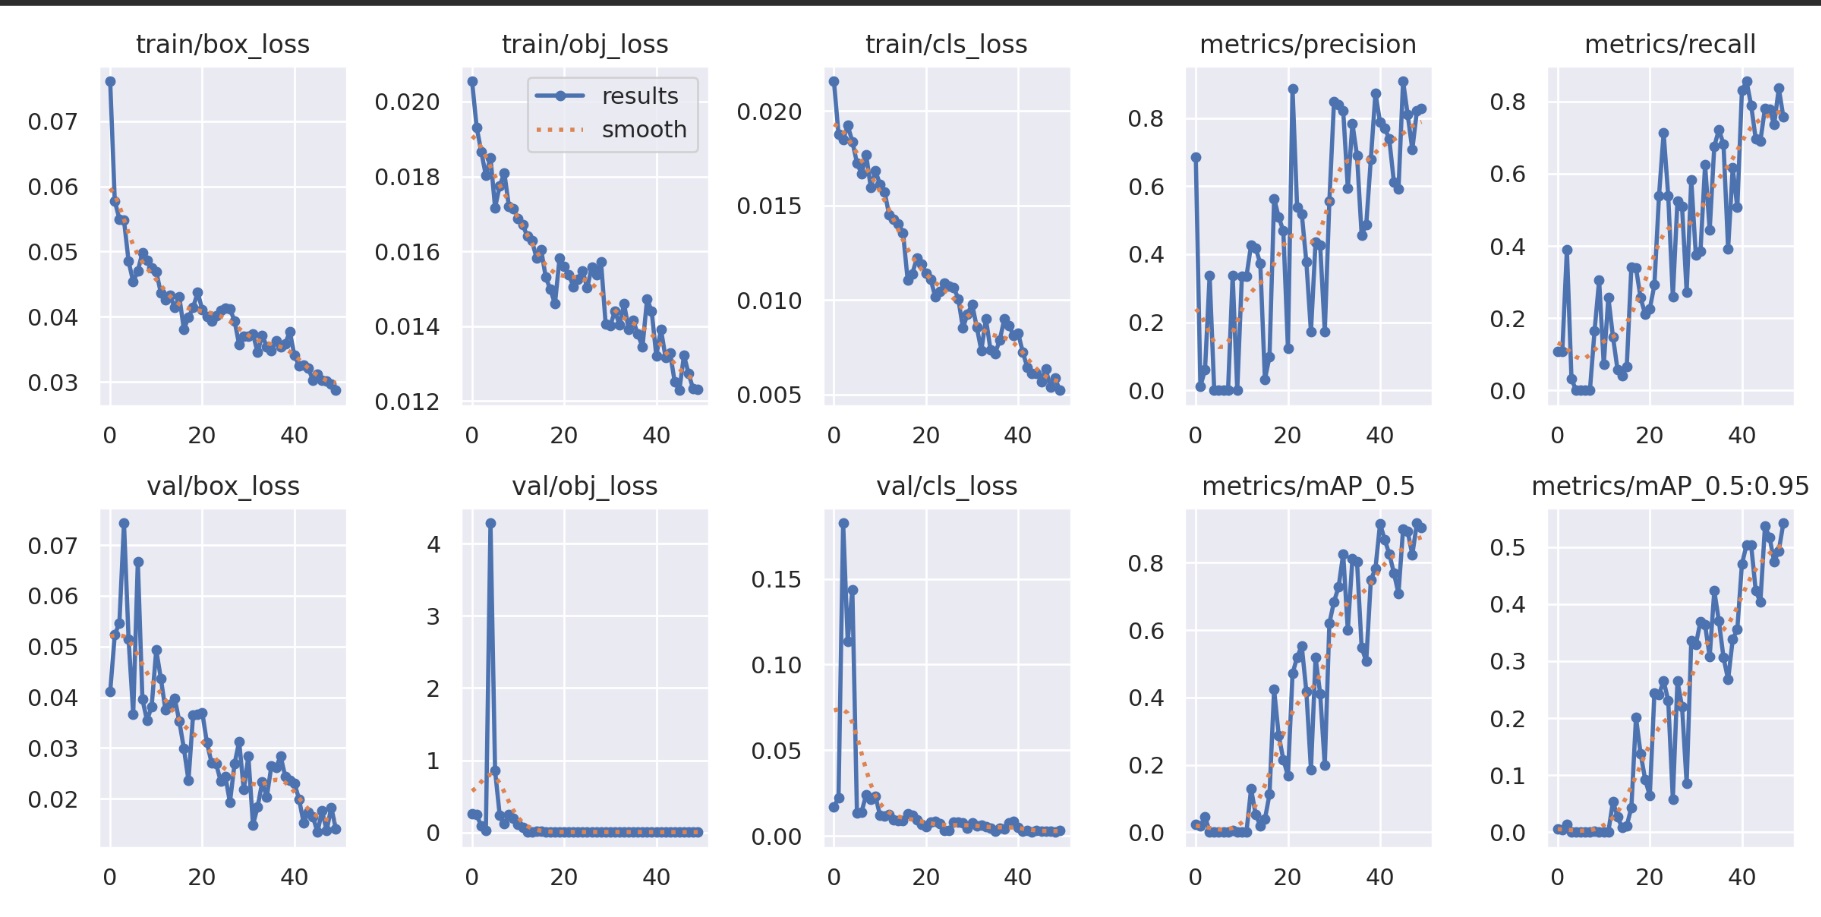 train/box_loss
train/obj_loss
train/cls_loss
metrics/precision
metrics/recall
0.07
0.06
0.05
0.04
0.03
0 20 40
0.020
0.018
0.016
0.014
0.012
results
smooth
0 20 40
0.020
0.015
0.010
0.005
0 20 40
0.8
0.6
0.4
0.2
0.0
0 20 40
0.8
0.6
0.4
0.2
0.0
0 20 40
val/box_loss
val/obj_loss
val/cls_loss
metrics/mAP_0.5
metrics/mAP_0.5:0.95
0.07
0.06
0.05
0.04
0.03
0.02
0 20 40
4
3
2
1
0
0 20 40
0.15
0.10
0.05
0.00
0 20 40
0.8
0.6
0.4
0.2
0.0
0 20 40
0.5
0.4
0.3
0.2
0.1
0.0
0 20 40